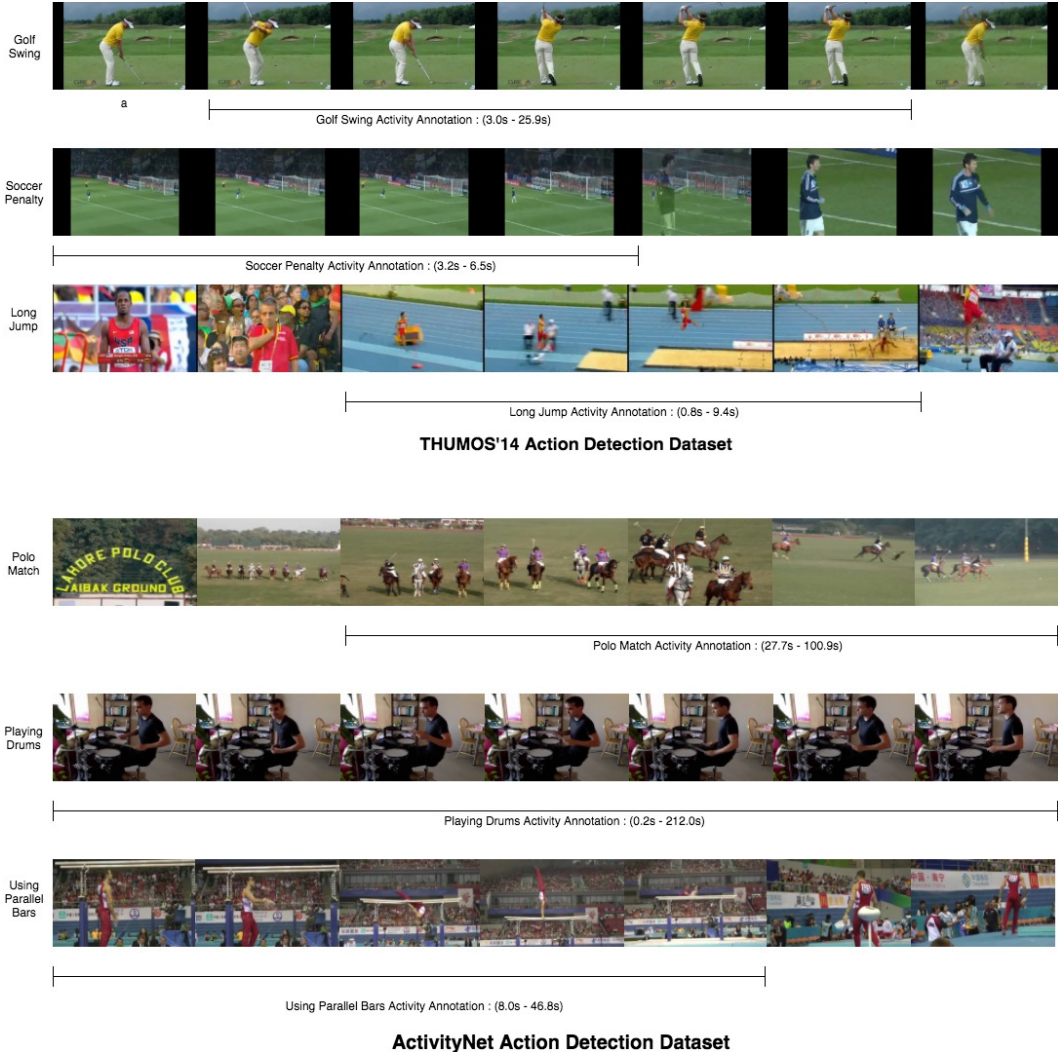 Golf
Swing
a
Golf Swing Activity Annotation : (3.0s - 25.9s)
Soccer
Penalty
Soccer Penalty Activity Annotation : (3.2s - 6.5s)
Long
Jump
Long Jump Activity Annotation : (0.8s - 9.4s)
THUMOS'14 Action Detection Dataset
Polo
Match
LAHORE POLO CLUB
AIBAK GROUND
Polo Match Activity Annotation : (27.7s - 100.9s)
Playing
Drums
Playing Drums Activity Annotation : (0.2s - 212.0s)
Using
Parallel
Bars
Using Parallel Bars Activity Annotation : (8.0s - 46.8s)
ActivityNet Action Detection Dataset